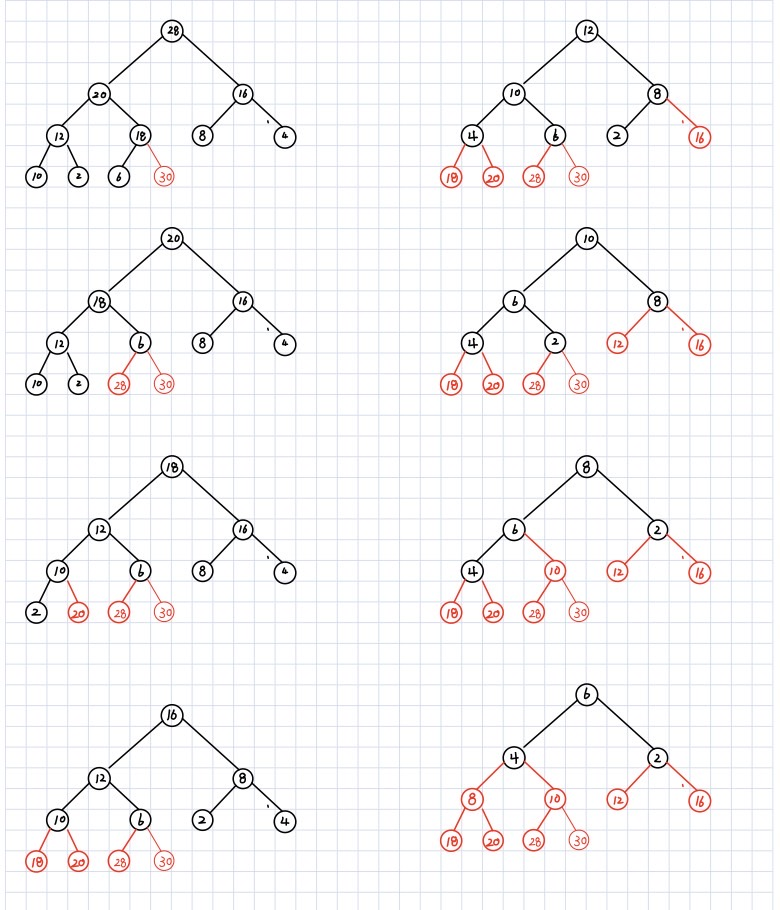 28
20 16
12 18 8 4
10 2 6 30
12
10 8
4 6 2 16
18 20 28 30
20
18 16
12 6 8 4
10 2 28 30
10
6 8
4 2 12 16
18 20 28 30
18
12 16
10 6 8 4
2 20 28 30
8
6 2
4 10 12 16
18 20 28 30
16
12 8
10 6 2 4
18 20 28 30
6
4 2
8 10 12 16
18 20 28 30